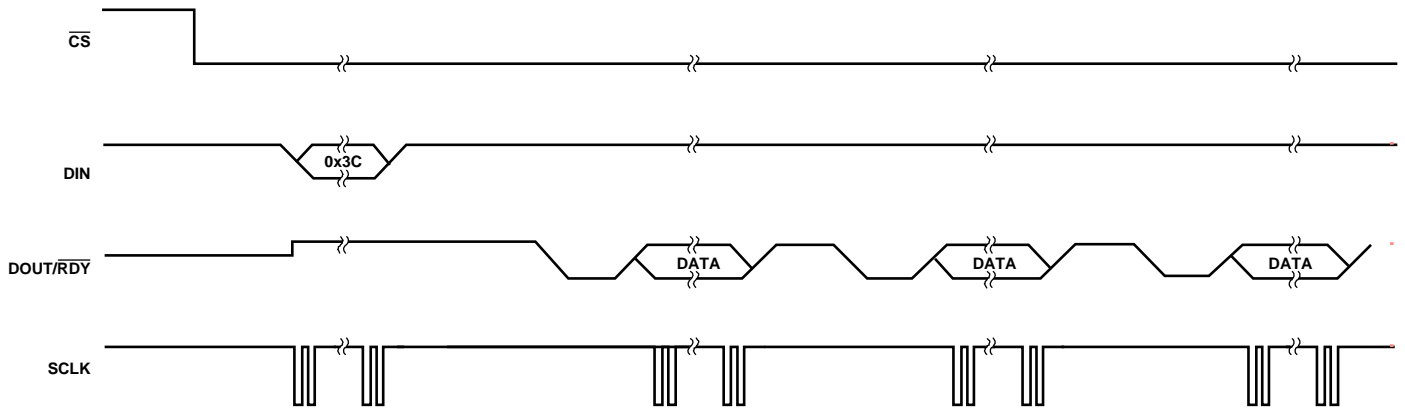 CS
DIN
0x3C
DOUT/RDY
DATA
DATA
DATA
SCLK